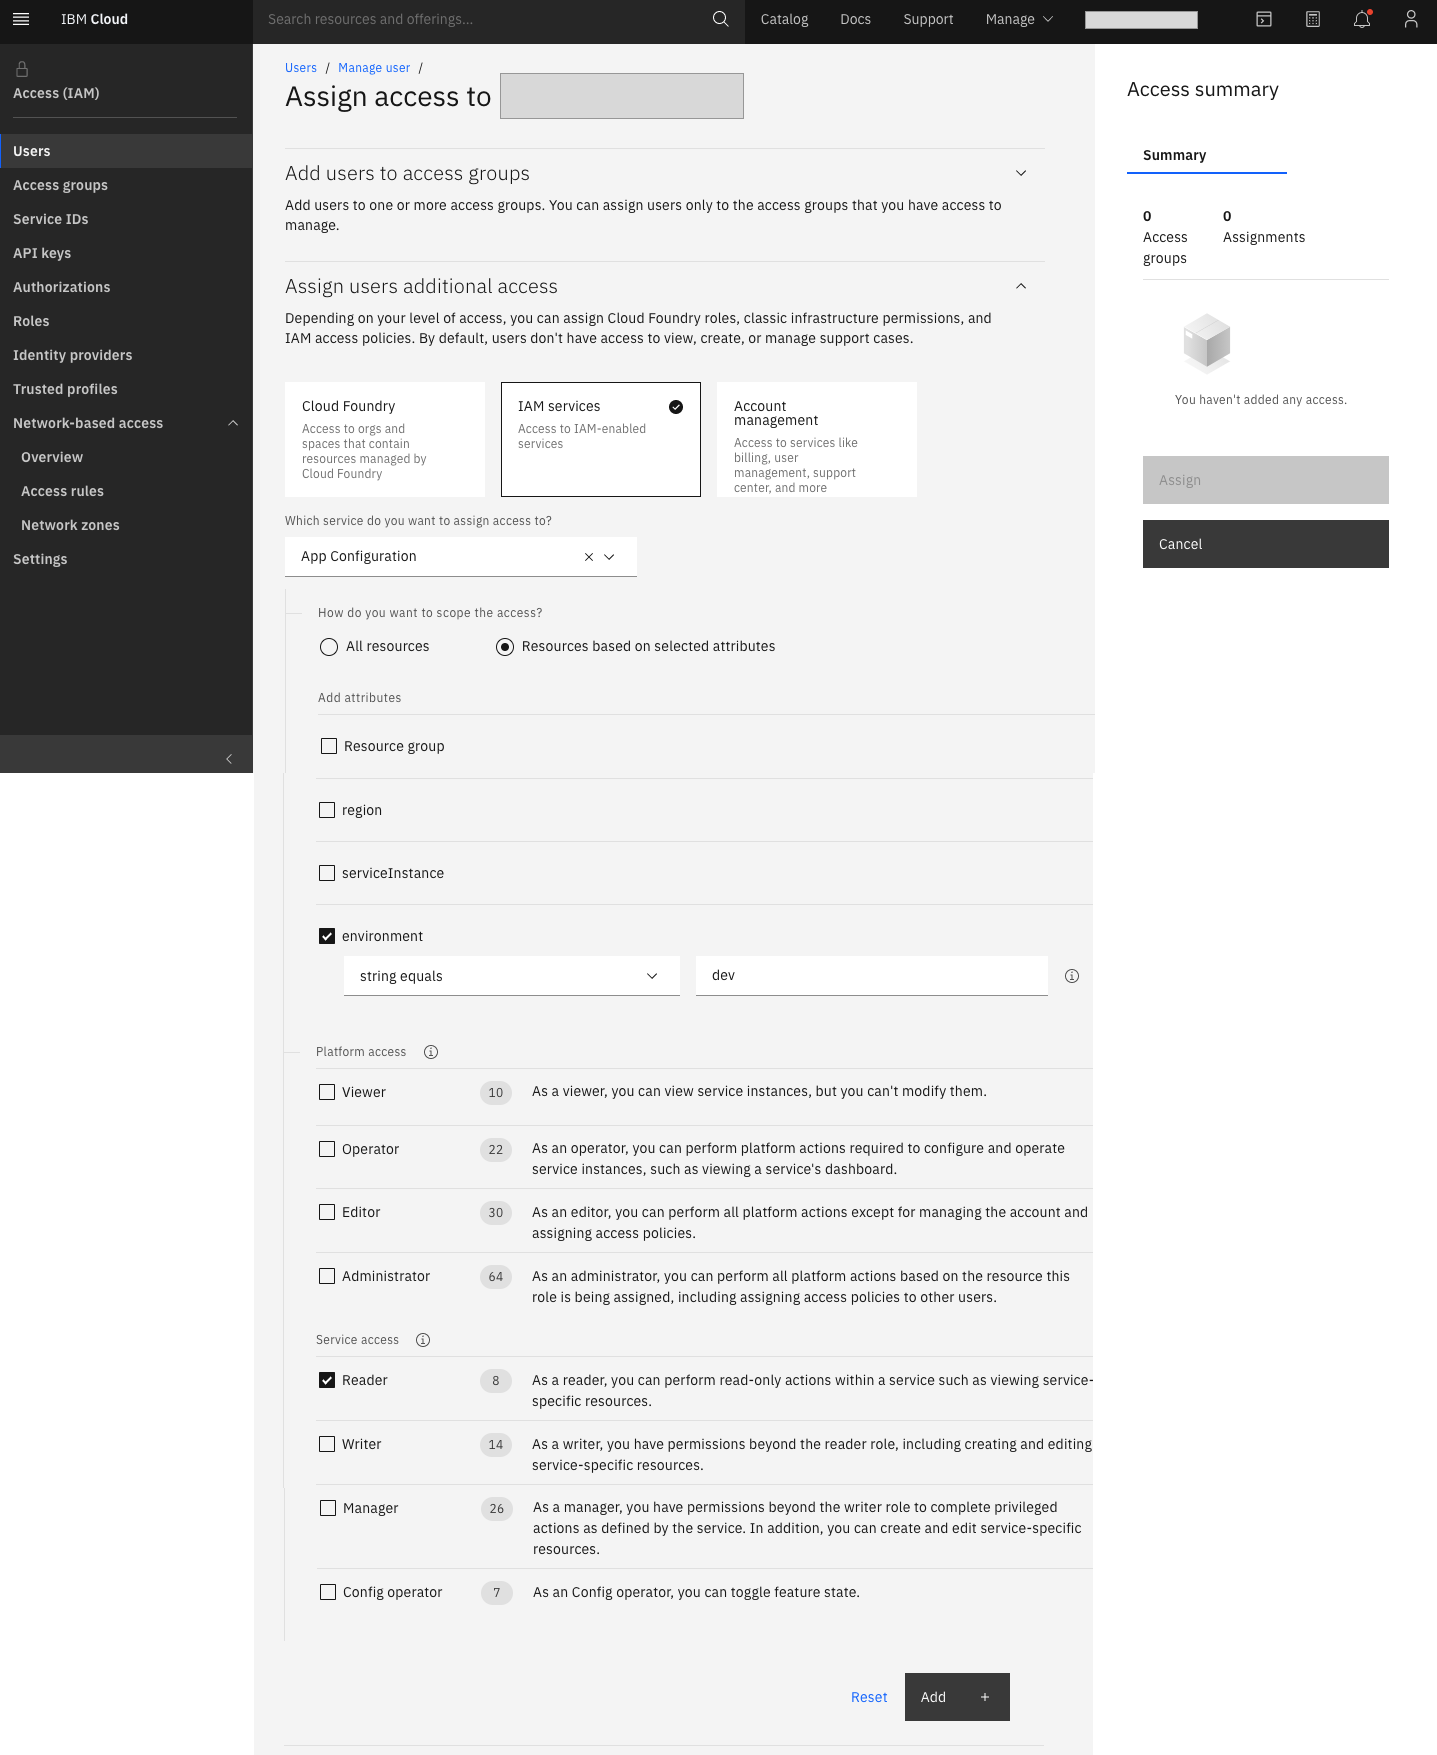 IBM Cloud
Search resources and offerings...
Catalog
Docs
Support
Manage
Access (IAM)
Users
Access groups
Service IDs
API keys
Authorizations
Roles
Identity providers
Trusted profiles
Network-based access
Overview
Access rules
Network zones
Settings
Users / Manage user /
Assign access to
Add users to access groups
Add users to one or more access groups. You can assign users only to the access groups that you have access to
manage.
Assign users additional access
Depending on your level of access, you can assign Cloud Foundry roles, classic infrastructure permissions, and
IAM access policies. By default, users don't have access to view, create, or manage support cases.
Cloud Foundry
Access to orgs and
spaces that contain
resources managed by
Cloud Foundry
IAM services
Access to IAM-enabled
services
Account
management
Access to services like
billing, user
management, support
center, and more
Which service do you want to assign access to?
App Configuration
How do you want to scope the access?
All resources
Resources based on selected attributes
Add attributes
Resource group
region
serviceInstance
environment
string equals
dev
Platform access
Viewer
10
As a viewer, you can view service instances, but you can't modify them.
Operator
22
As an operator, you can perform platform actions required to configure and operate
service instances, such as viewing a service's dashboard.
Editor
30
As an editor, you can perform all platform actions except for managing the account and
assigning access policies.
Administrator
64
As an administrator, you can perform all platform actions based on the resource this
role is being assigned, including assigning access policies to other users.
Service access
Reader
8
As a reader, you can perform read-only actions within a service such as viewing service-
specific resources.
Writer
14
As a writer, you have permissions beyond the reader role, including creating and editing
service-specific resources.
Manager
26
As a manager, you have permissions beyond the writer role to complete privileged
actions as defined by the service. In addition, you can create and edit service-specific
resources.
Config operator
7
As an Config operator, you can toggle feature state.
Reset
Add +
Access summary
Summary
0
Access
groups
0
Assignments
You haven't added any access.
Assign
Cancel